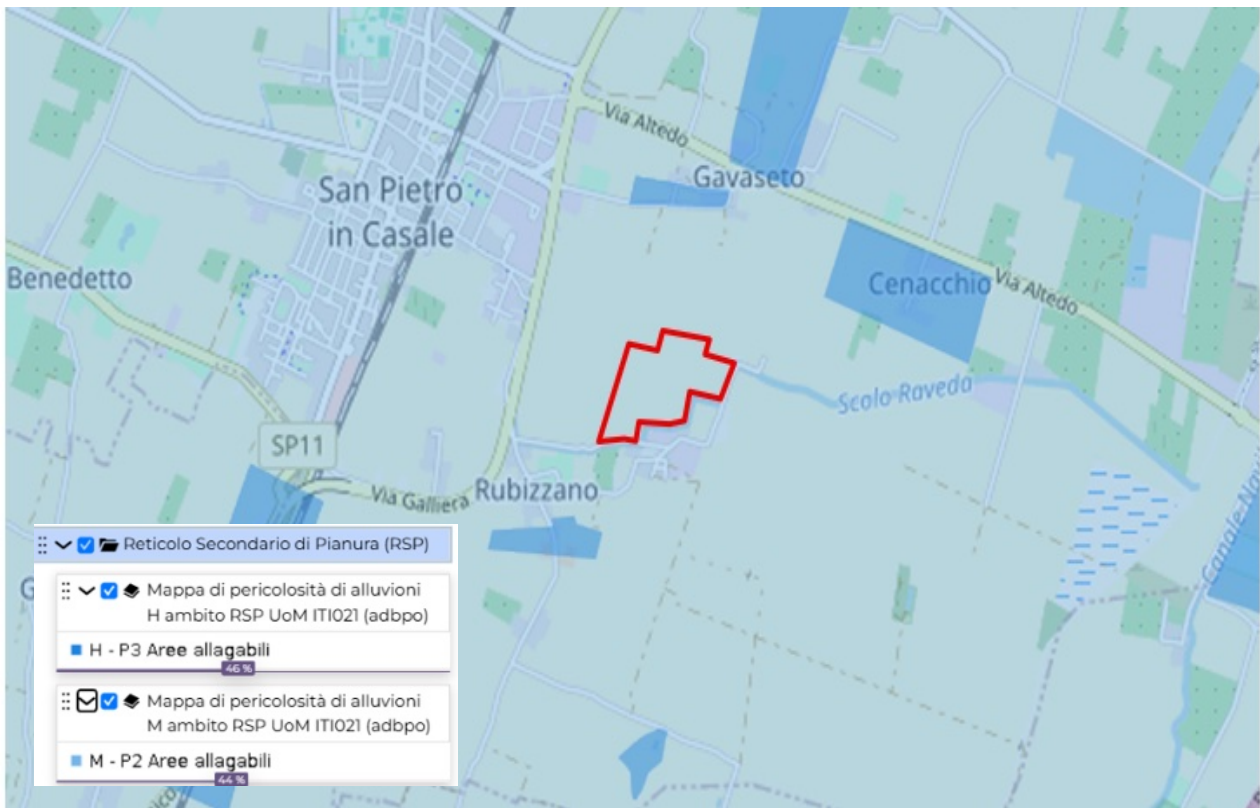 Via Altedo
Gavaseto
San Pietro
in Casale
Benedetto
Cenacchio
Via Altedo
Scolo Raveda
SP11
Via Galliera
Rubizzano
Reticolo Secondario di Pianura (RSP)
Mappa di pericolosità di alluvioni
H ambito RSP UoM ITI021 (adbpo)
H - P3 Aree allagabili
46 %
Mappa di pericolosità di alluvioni
M ambito RSP UoM ITI021 (adbpo)
M - P2 Aree allagabili
44 %